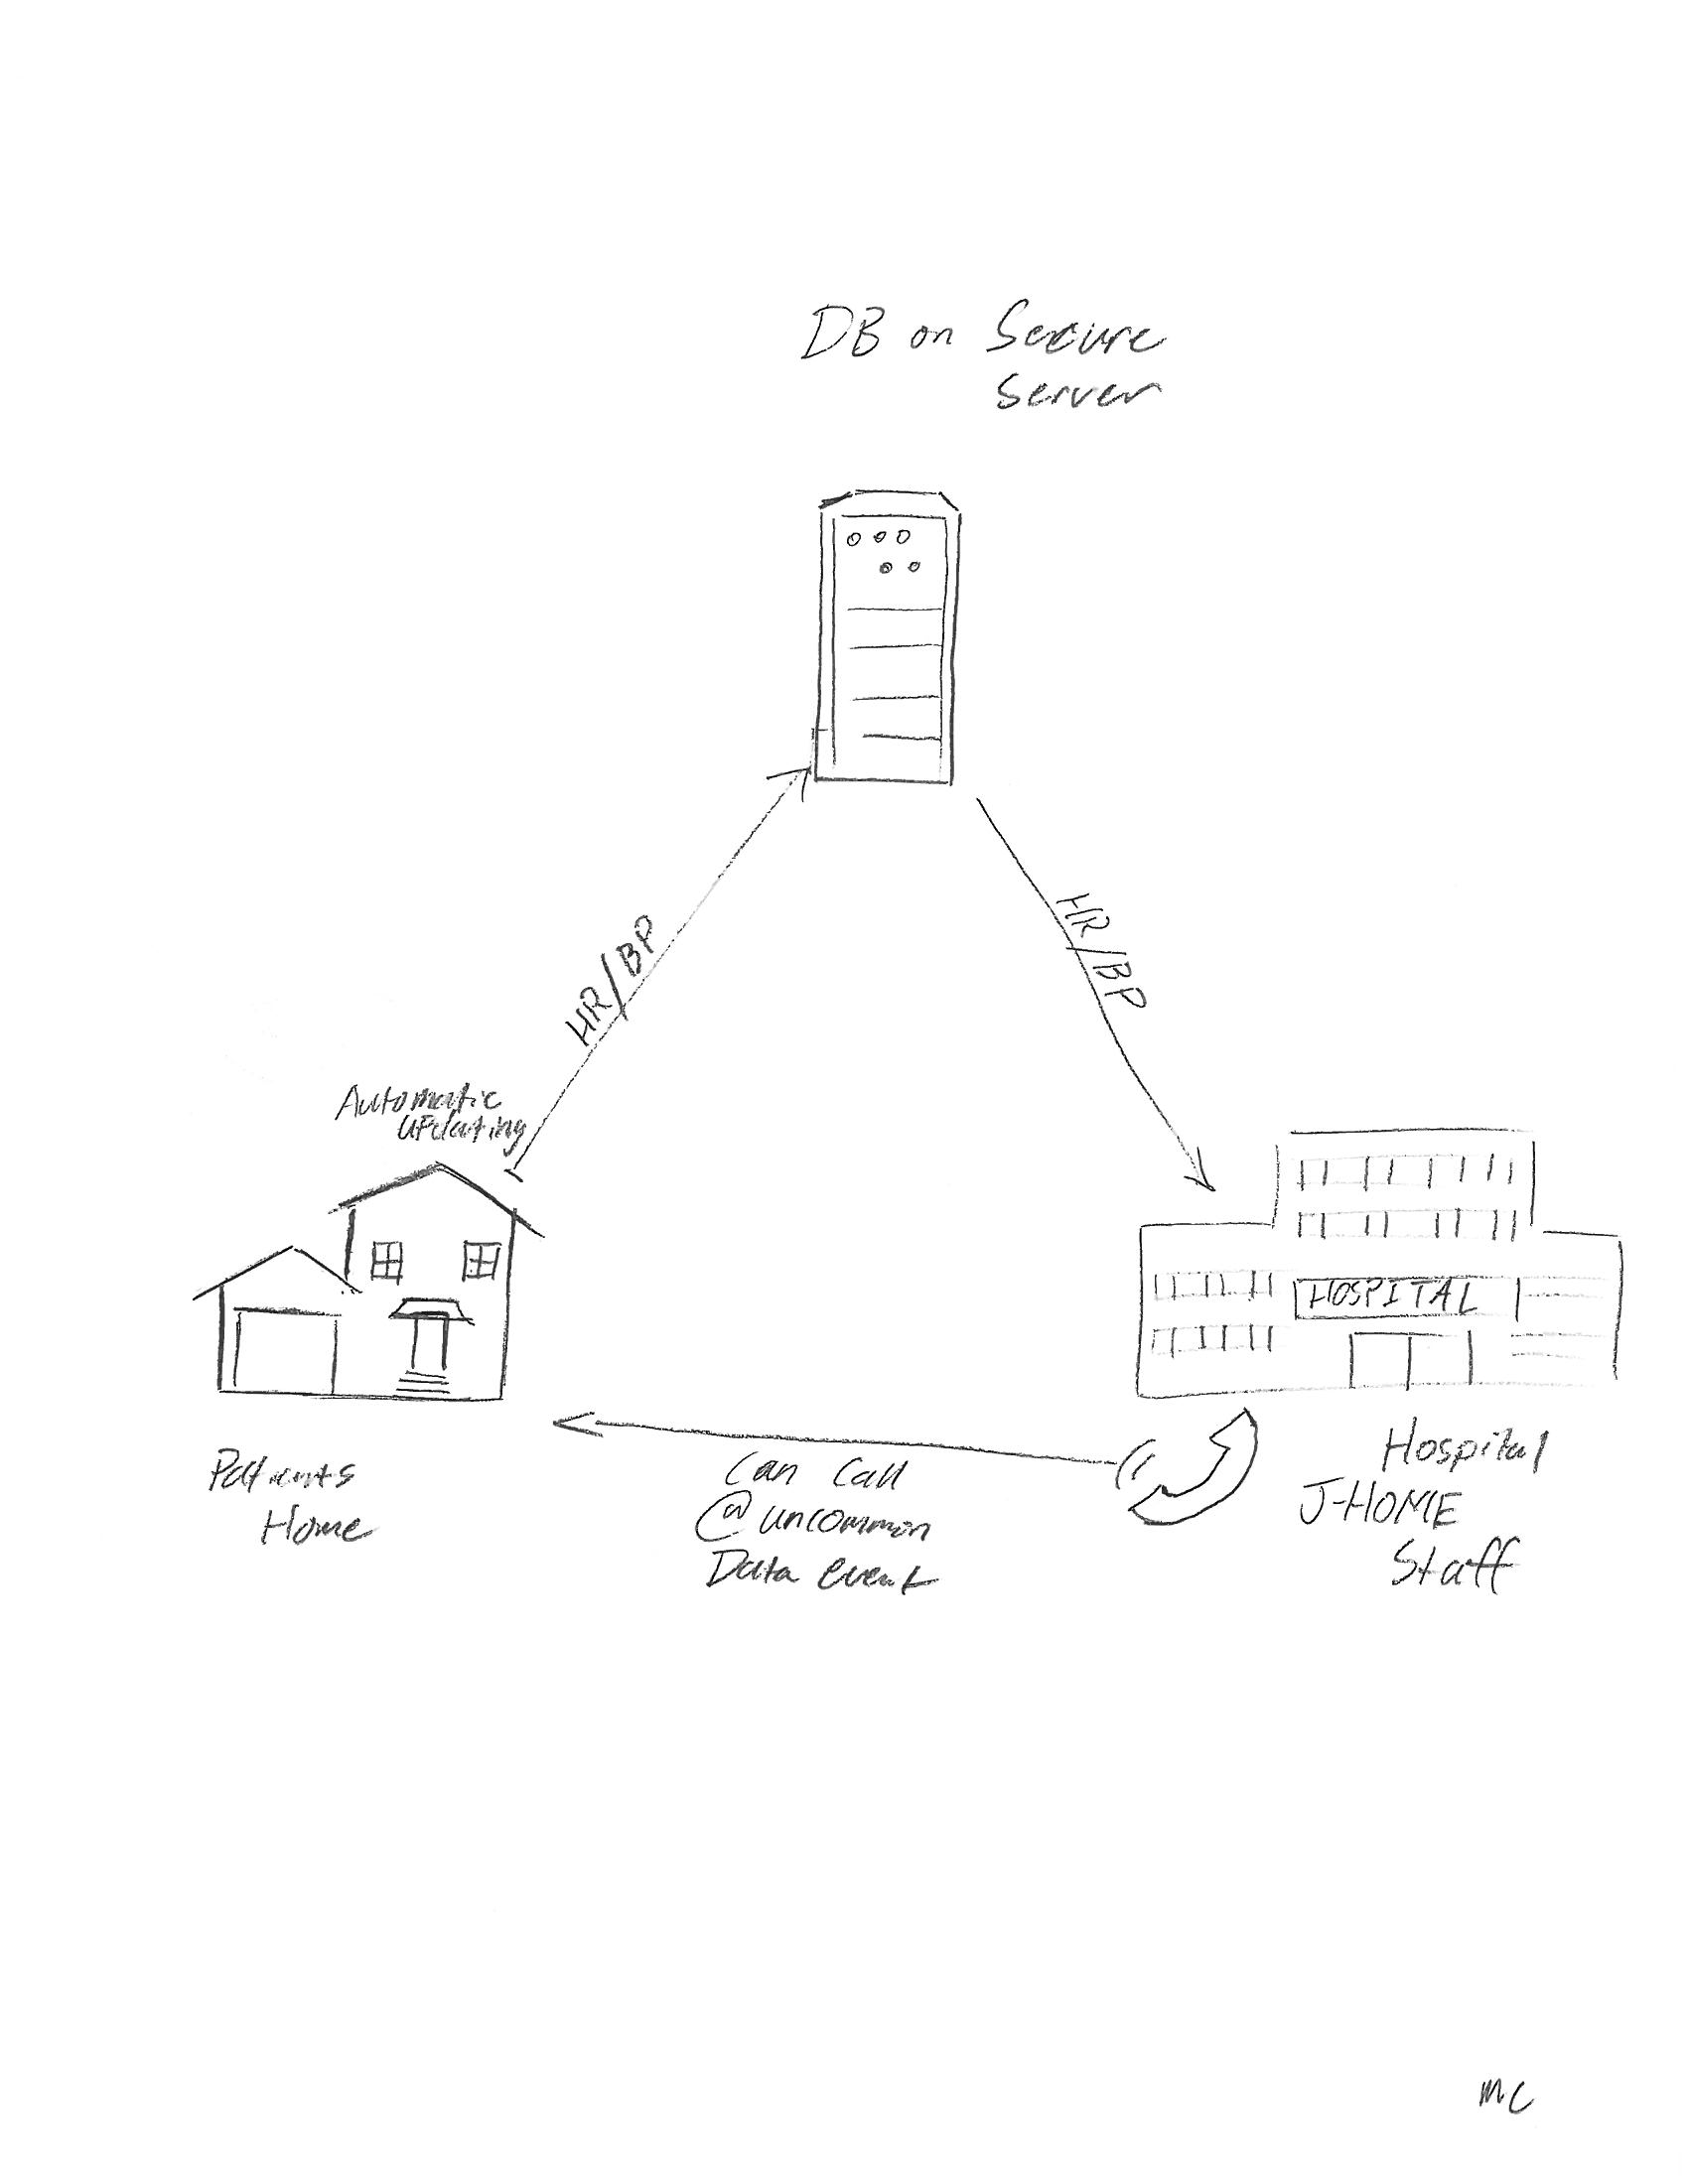 DB on Secure
Server
HR/BP
HR/BP
Automatic
updating
HOSPITAL
Patients
Home
Can Call
@ uncommon
Data event
Hospital
J-HOME
Staff
MC